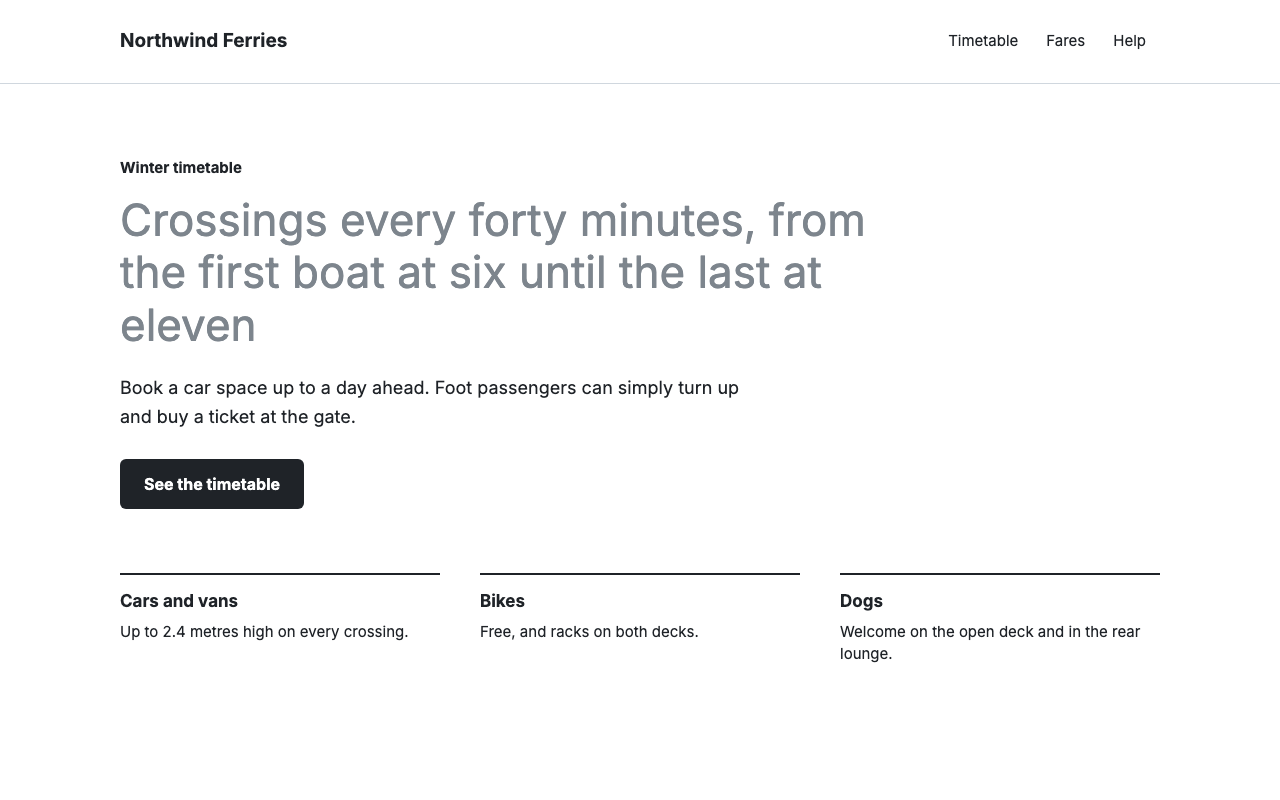 Northwind Ferries
Timetable Fares Help
Winter timetable
Crossings every forty minutes, from
the first boat at six until the last at
eleven
Book a car space up to a day ahead. Foot passengers can simply turn up
and buy a ticket at the gate.
See the timetable
Cars and vans
Up to 2.4 metres high on every crossing.
Bikes
Free, and racks on both decks.
Dogs
Welcome on the open deck and in the rear
lounge.